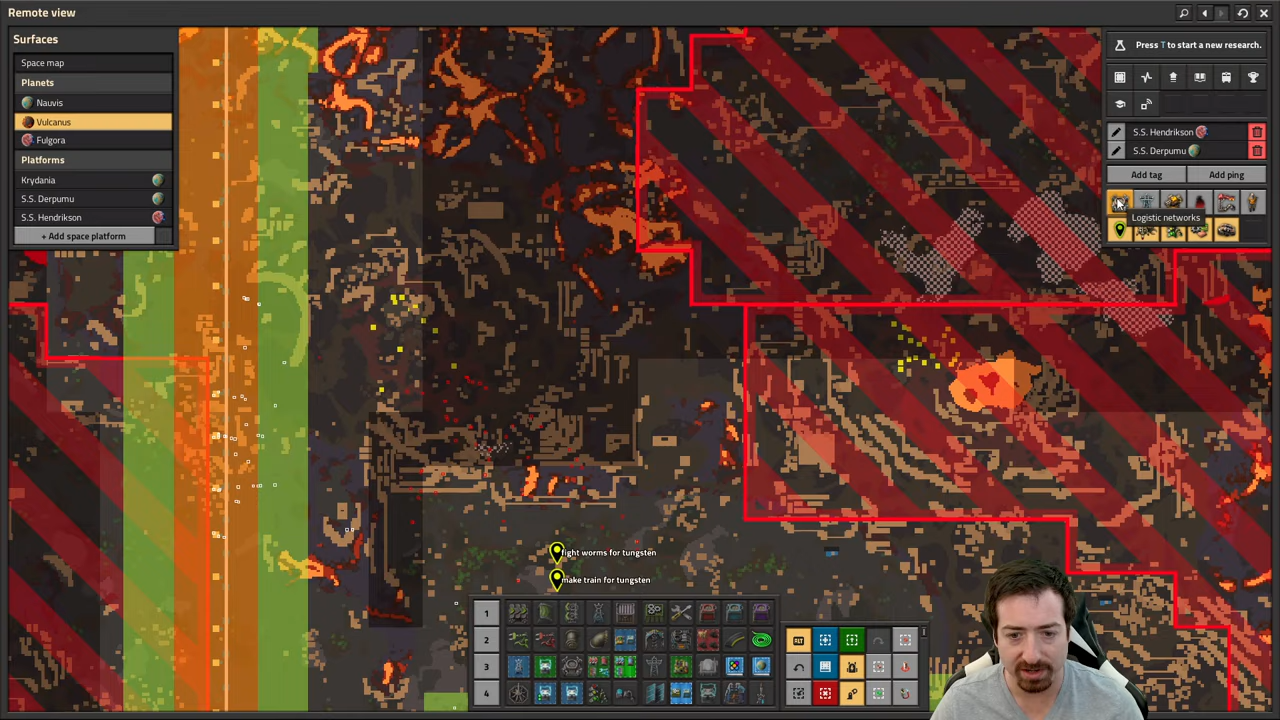 Remote view
Surfaces
Space map
Planets
Nauvis
Vulcanus
Fulgora
Platforms
Krydania
S.S. Derpumu
S.S. Hendrikson
+ Add space platform
Press T to start a new research.
S.S. Hendrikson
S.S. Derpumu
Add tag
Add ping
Logistic networks
fight worms for tungsten
make train for tungsten
1
2
3
4
ALT